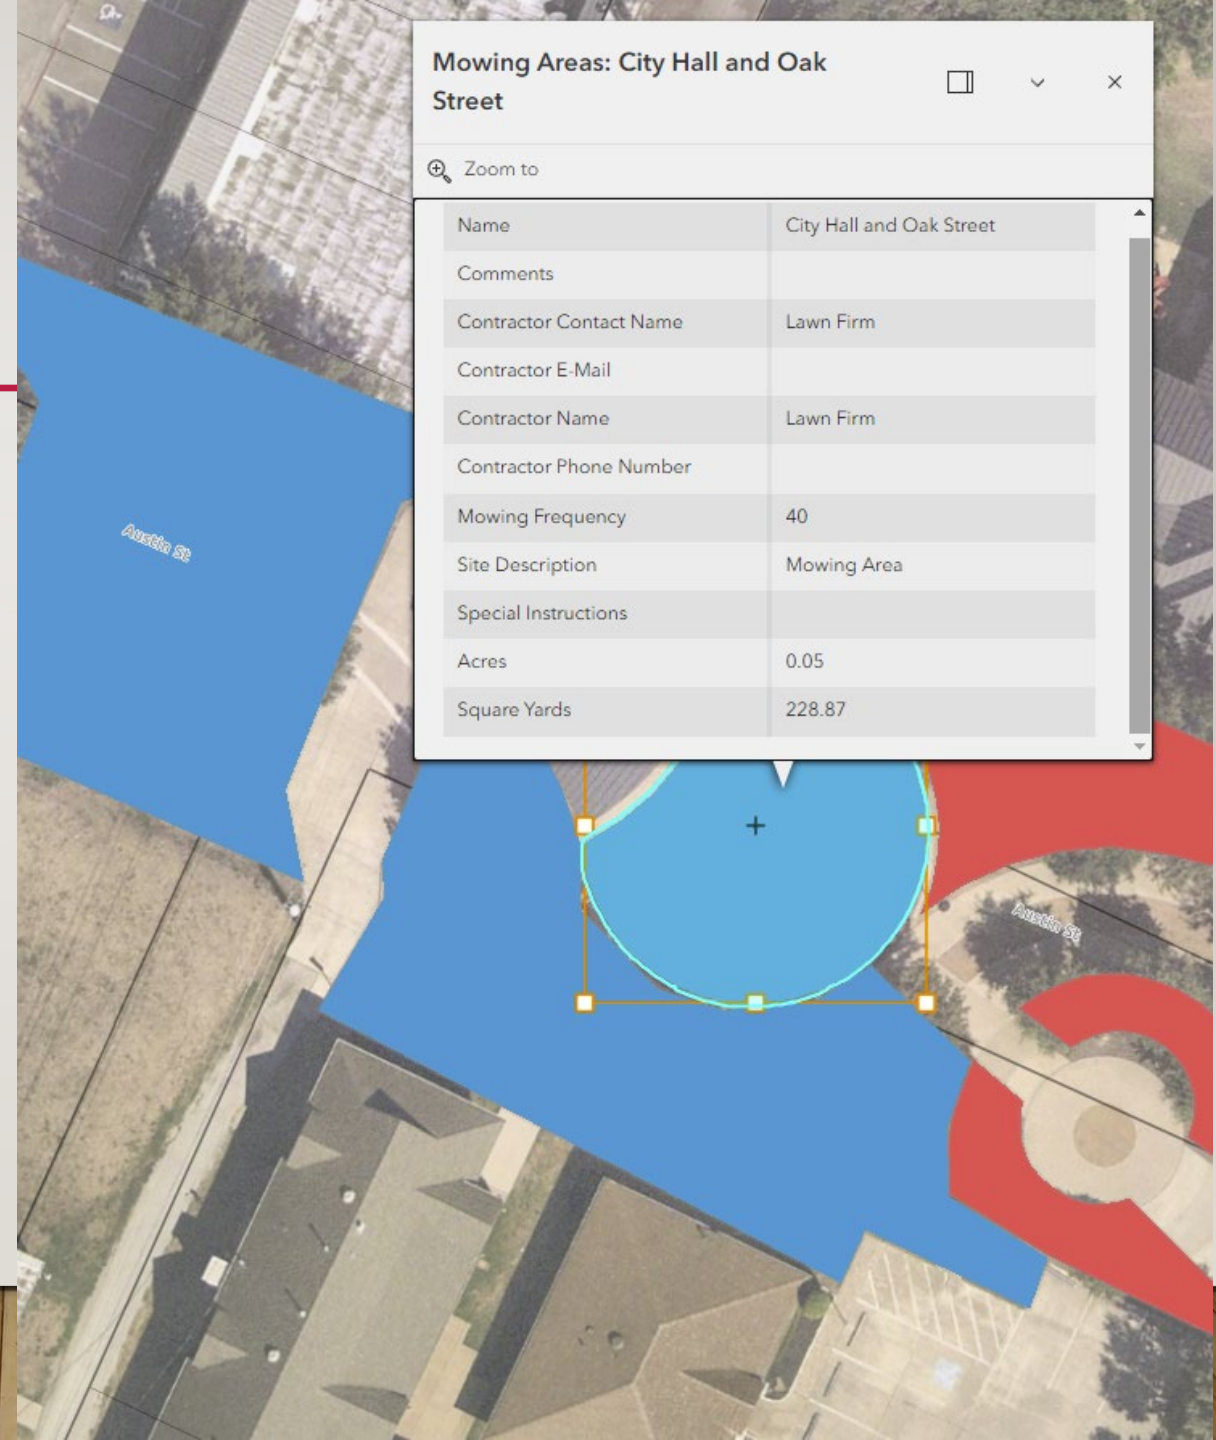 Mowing Areas: City Hall and Oak
Street
Zoom to
Name City Hall and Oak Street
Comments
Contractor Contact Name Lawn Firm
Contractor E-Mail
Contractor Name Lawn Firm
Contractor Phone Number
Mowing Frequency 40
Site Description Mowing Area
Special Instructions
Acres 0.05
Square Yards 228.87
Austin St
Austin St